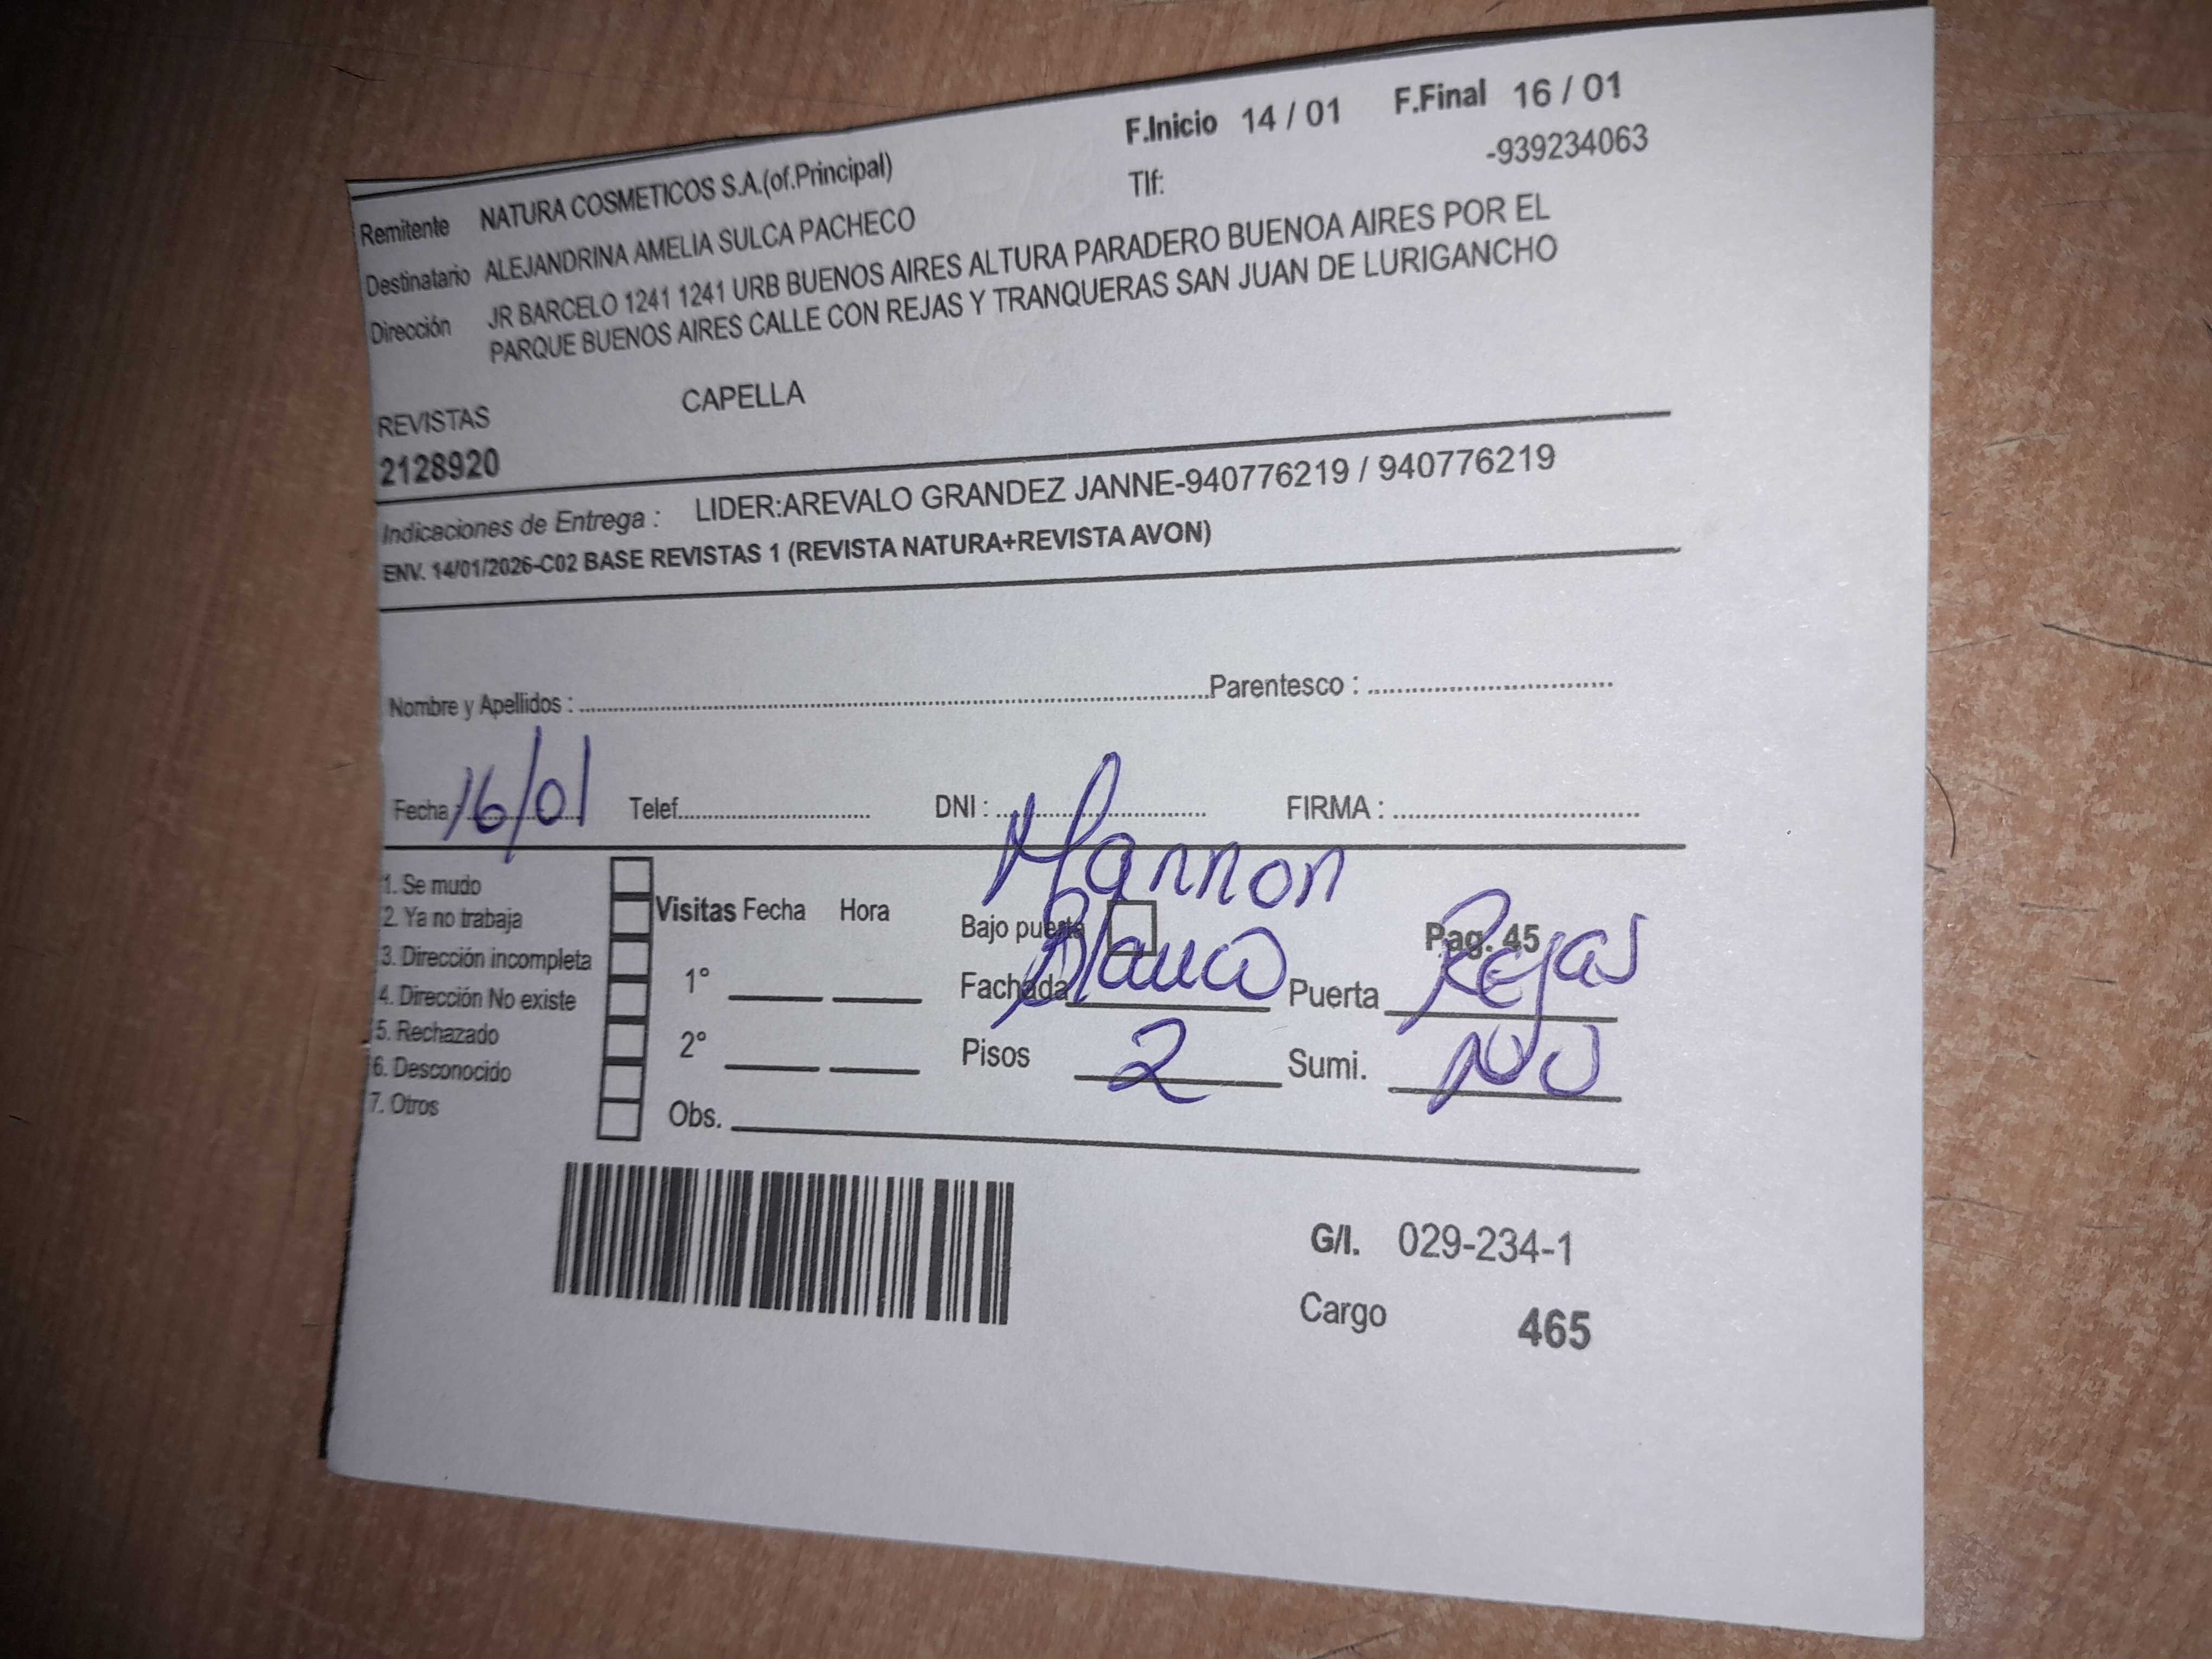 F.Inicio 14 / 01 F.Final 16 / 01
Remitente NATURA COSMETICOS S.A.(of.Principal) Tlf: -939234063
Destinatario ALEJANDRINA AMELIA SULCA PACHECO
Dirección JR BARCELO 1241 1241 URB BUENOS AIRES ALTURA PARADERO BUENOA AIRES POR EL
PARQUE BUENOS AIRES CALLE CON REJAS Y TRANQUERAS SAN JUAN DE LURIGANCHO
REVISTAS CAPELLA
2128920
Indicaciones de Entrega : LIDER:AREVALO GRANDEZ JANNE-940776219 / 940776219
ENV. 14/01/2026-C02 BASE REVISTAS 1 (REVISTA NATURA+REVISTA AVON)
Nombre y Apellidos : Parentesco :
Fecha : 16/01 Telef. DNI : FIRMA :
Marron
1. Se mudo
2. Ya no trabaja
3. Dirección incompleta
4. Dirección No existe
5. Rechazado
6. Desconocido
7. Otros
Visitas Fecha Hora
1°
2°
Obs.
Bajo puerta Pag. 45
Fachada Blanco Puerta Rejas
Pisos 2 Sumi. NO
G/I. 029-234-1
Cargo 465